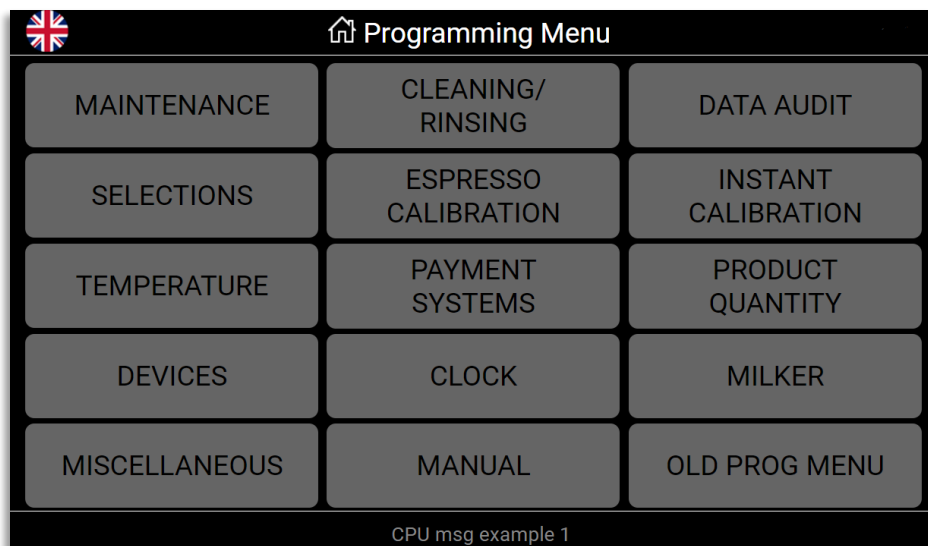 Programming Menu
MAINTENANCE
CLEANING/
RINSING
DATA AUDIT
SELECTIONS
ESPRESSO
CALIBRATION
INSTANT
CALIBRATION
TEMPERATURE
PAYMENT
SYSTEMS
PRODUCT
QUANTITY
DEVICES
CLOCK
MILKER
MISCELLANEOUS
MANUAL
OLD PROG MENU
CPU msg example 1